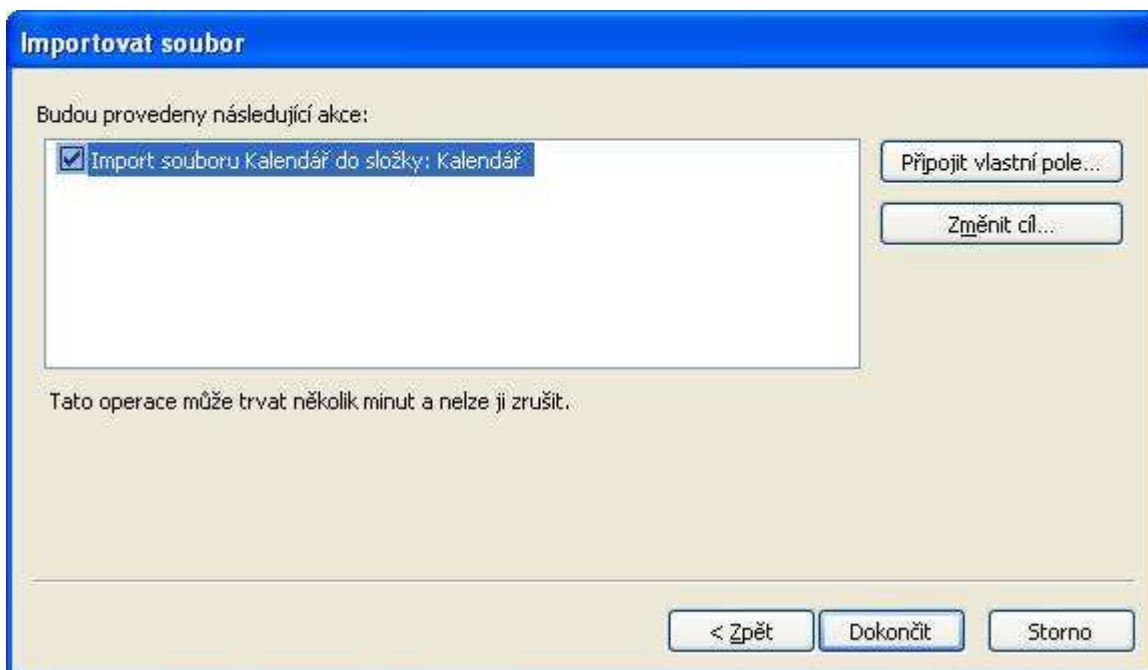 Importovat soubor
Budou provedeny následující akce:
Import souboru Kalendář do složky: Kalendář
Připojit vlastní pole...
Změnit cíl...
Tato operace může trvat několik minut a nelze ji zrušit.
< Zpět
Dokončit
Storno